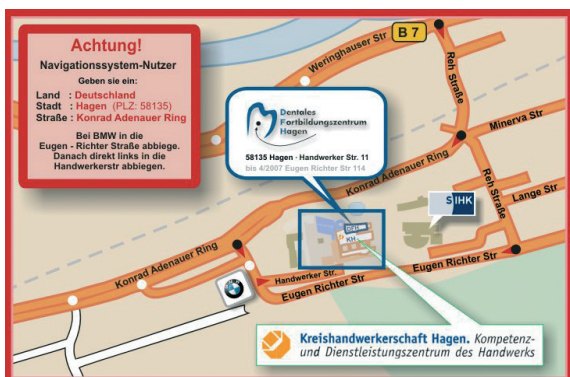 Achtung!
Navigationssystem-Nutzer
Geben sie ein:
Land : Deutschland
Stadt : Hagen (PLZ: 58135)
Straße : Konrad Adenauer Ring
Bei BMW in die
Eugen - Richter Straße abbiege.
Danach direkt links in die
Handwerkerstr abbiegen.
Weringhauser Str
B 7
Reh Straße
Minerva Str
Dentales
Fortbildungszentrum
Hagen
58135 Hagen · Handwerker Str. 11
bis 4/2007 Eugen Richter Str 114
Konrad Adenauer Ring
Reh Straße
Lange Str
SIHK
DFH
KH
Konrad Adenauer Ring
Handwerker Str.
Eugen Richter Str
Eugen Richter Str
BMW
Kreishandwerkerschaft Hagen. Kompetenz-
und Dienstleistungszentrum des Handwerks